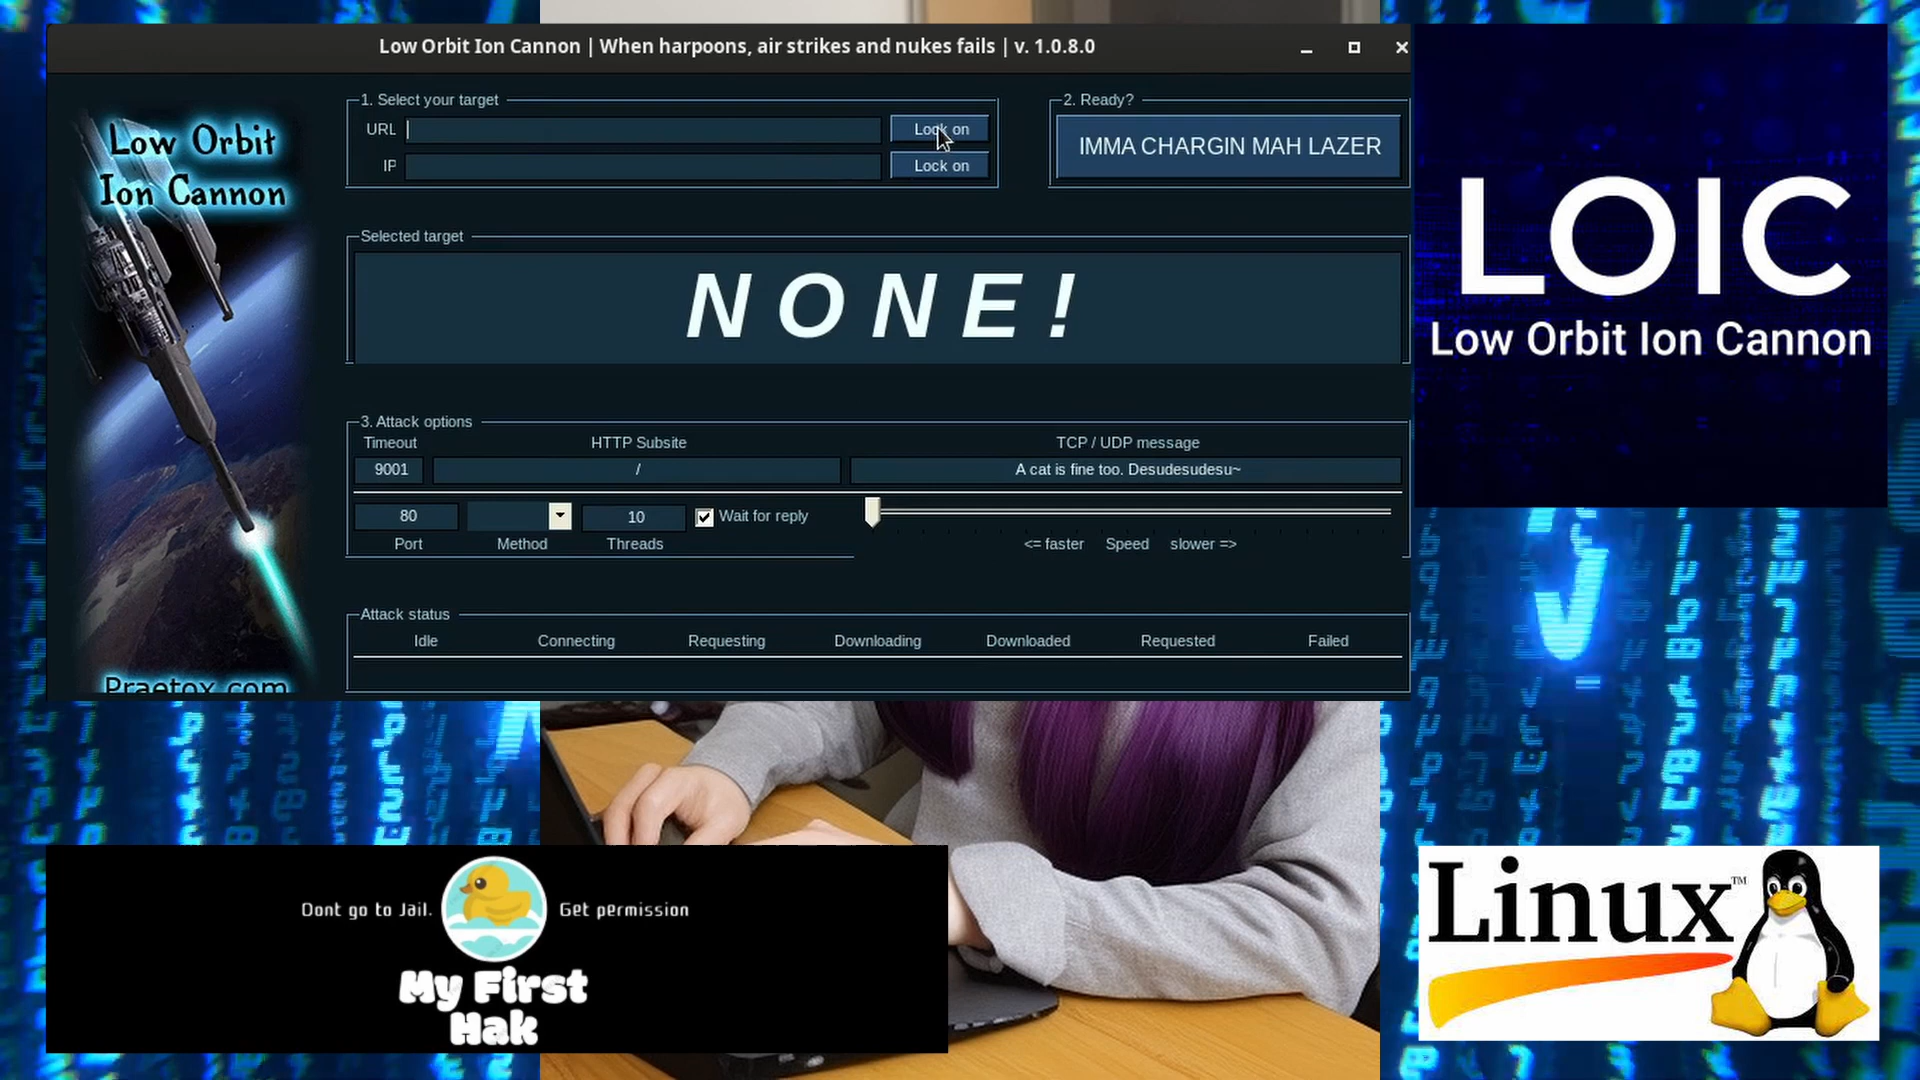 Low Orbit Ion Cannon | When harpoons, air strikes and nukes fails | v. 1.0.8.0
Low Orbit
Ion Cannon
1. Select your target
URL
Lock on
IP
Lock on
2. Ready?
IMMA CHARGIN MAH LAZER
Selected target
NONE!
3. Attack options
Timeout HTTP Subsite TCP / UDP message
9001 / A cat is fine too. Desudesudesu~
80 10 Wait for reply
Port Method Threads <= faster Speed slower =>
Attack status
Idle Connecting Requesting Downloading Downloaded Requested Failed
Praetox.com
LOIC
Low Orbit Ion Cannon
Dont go to Jail. Get permission
My First
Hak
Linux™